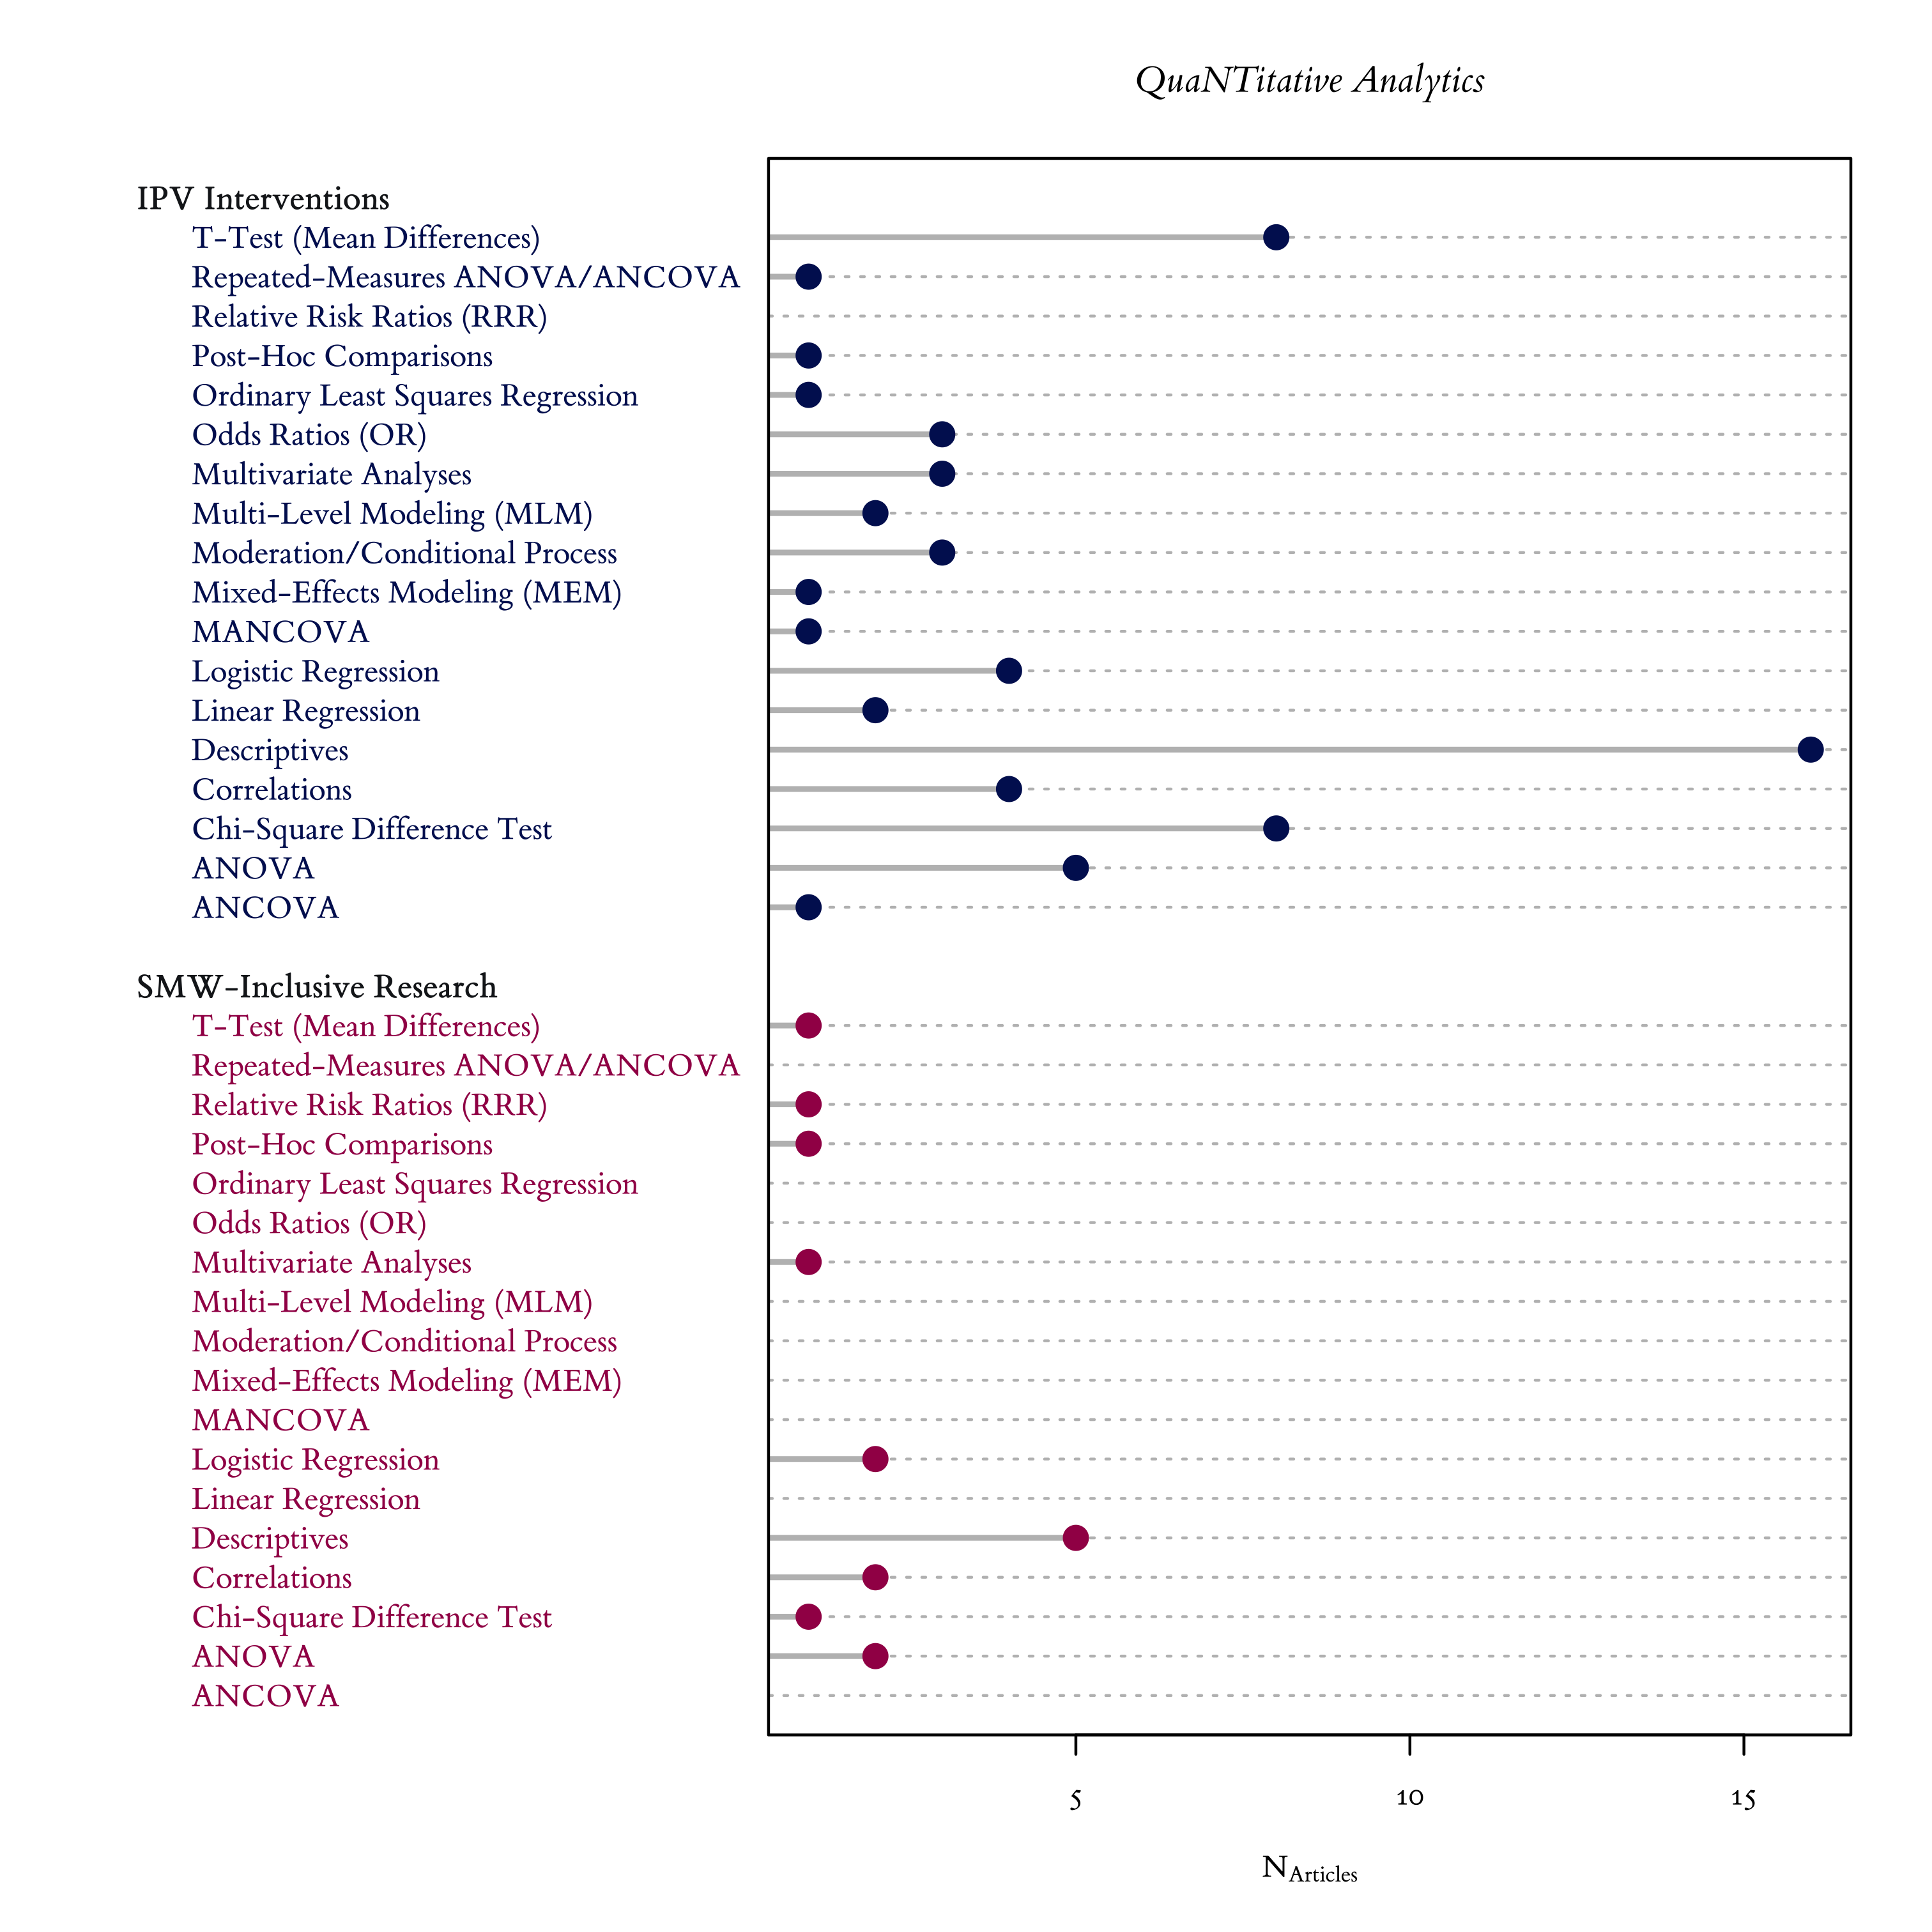 QuaNTitative Analytics
IPV Interventions
T-Test (Mean Differences)
Repeated-Measures ANOVA/ANCOVA
Relative Risk Ratios (RRR)
Post-Hoc Comparisons
Ordinary Least Squares Regression
Odds Ratios (OR)
Multivariate Analyses
Multi-Level Modeling (MLM)
Moderation/Conditional Process
Mixed-Effects Modeling (MEM)
MANCOVA
Logistic Regression
Linear Regression
Descriptives
Correlations
Chi-Square Difference Test
ANOVA
ANCOVA
SMW-Inclusive Research
T-Test (Mean Differences)
Repeated-Measures ANOVA/ANCOVA
Relative Risk Ratios (RRR)
Post-Hoc Comparisons
Ordinary Least Squares Regression
Odds Ratios (OR)
Multivariate Analyses
Multi-Level Modeling (MLM)
Moderation/Conditional Process
Mixed-Effects Modeling (MEM)
MANCOVA
Logistic Regression
Linear Regression
Descriptives
Correlations
Chi-Square Difference Test
ANOVA
ANCOVA
5 10 15
N Articles